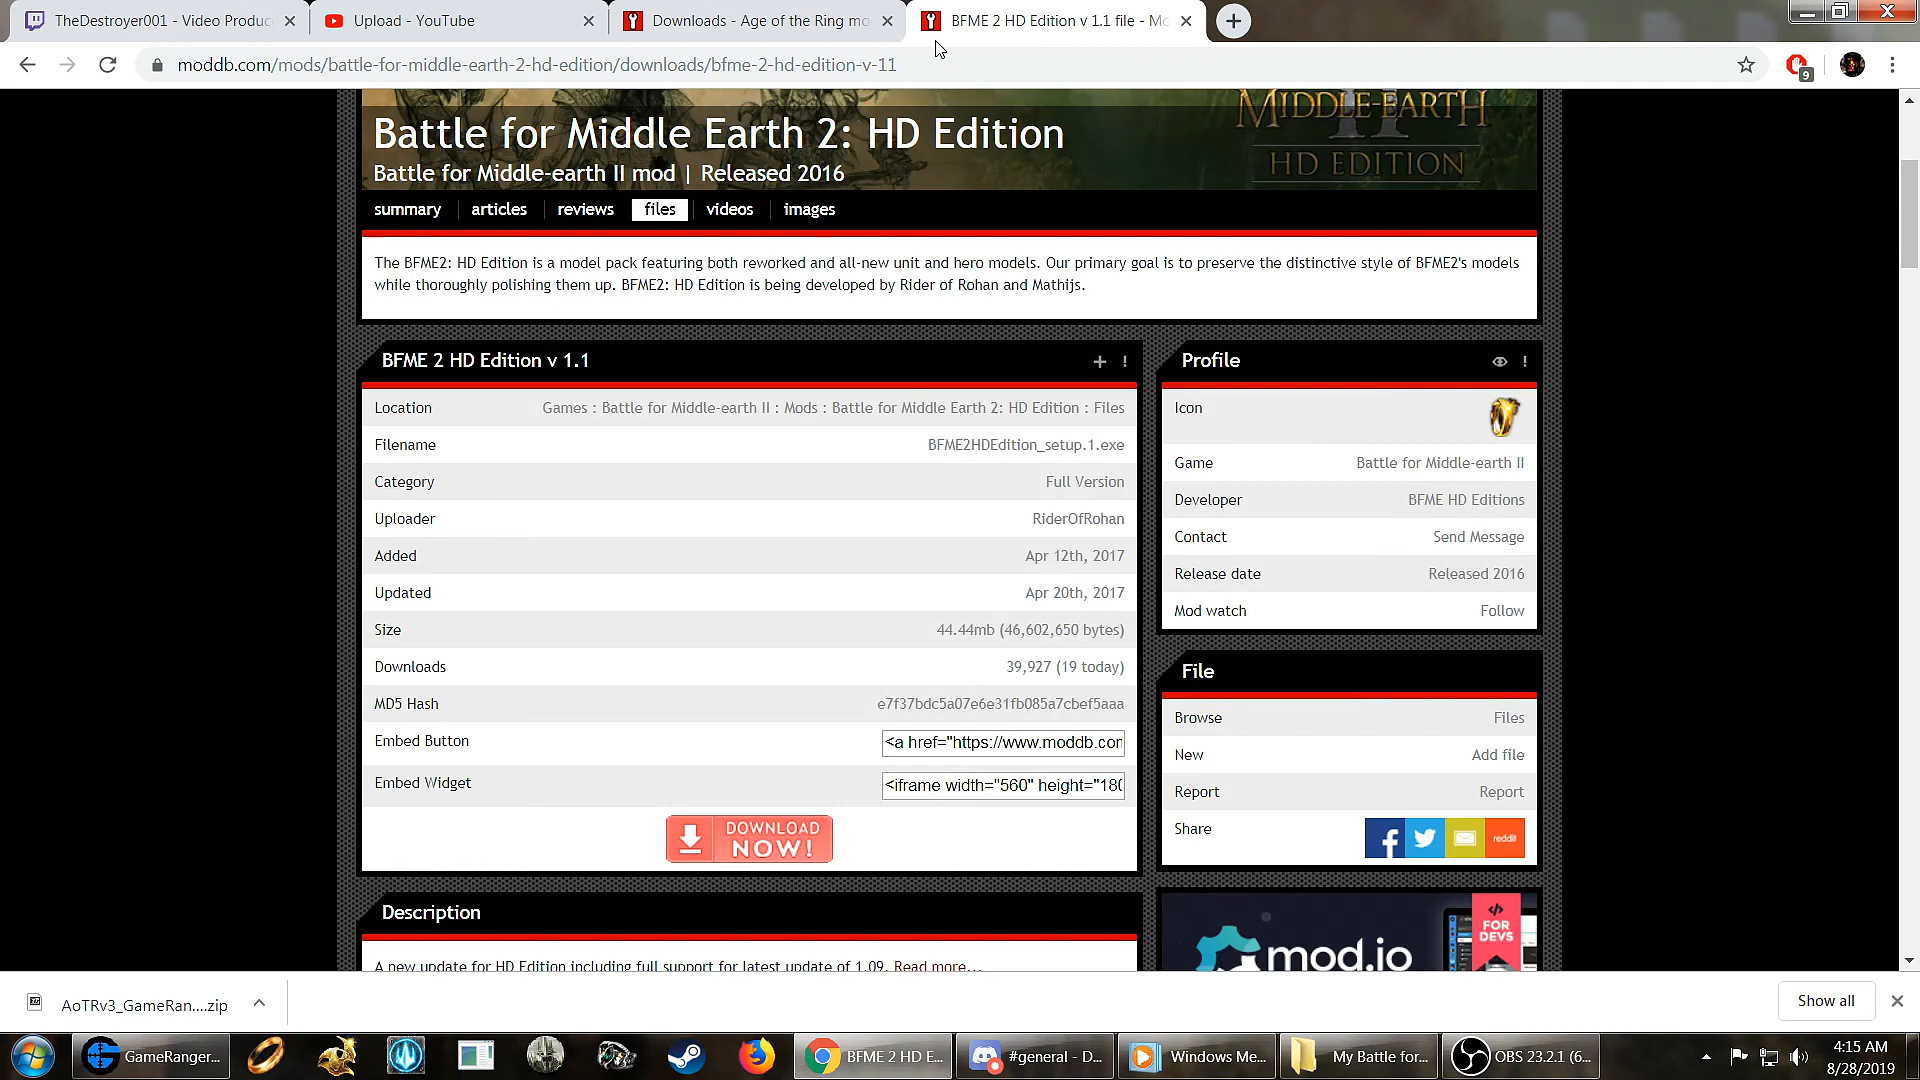 TheDestroyer001 - Video Produc
Upload - YouTube
Downloads - Age of the Ring mo
BFME 2 HD Edition v 1.1 file - Mo
moddb.com/mods/battle-for-middle-earth-2-hd-edition/downloads/bfme-2-hd-edition-v-11
9
MIDDLE-EARTH
II
HD EDITION
Battle for Middle Earth 2: HD Edition
Battle for Middle-earth II mod | Released 2016
summary articles reviews files videos images
The BFME2: HD Edition is a model pack featuring both reworked and all-new unit and hero models. Our primary goal is to preserve the distinctive style of BFME2's models
while thoroughly polishing them up. BFME2: HD Edition is being developed by Rider of Rohan and Mathijs.
BFME 2 HD Edition v 1.1
Location Games : Battle for Middle-earth II : Mods : Battle for Middle Earth 2: HD Edition : Files
Filename BFME2HDEdition_setup.1.exe
Category Full Version
Uploader RiderOfRohan
Added Apr 12th, 2017
Updated Apr 20th, 2017
Size 44.44mb (46,602,650 bytes)
Downloads 39,927 (19 today)
MD5 Hash e7f37bdc5a07e6e31fb085a7cbef5aaa
Embed Button <a href="https://www.moddb.com
Embed Widget <iframe width="560" height="180
DOWNLOAD
NOW!
Description
A new update for HD Edition including full support for latest update of 1.09. Read more...
Profile
Icon
Game Battle for Middle-earth II
Developer BFME HD Editions
Contact Send Message
Release date Released 2016
Mod watch Follow
File
Browse Files
New Add file
Report Report
Share reddit
mod.io
FOR
DEVS
AoTRv3_GameRan....zip
Show all
GameRanger...
BFME 2 HD E...
#general - D...
Windows Me...
My Battle for...
OBS 23.2.1 (6...
4:15 AM
8/28/2019